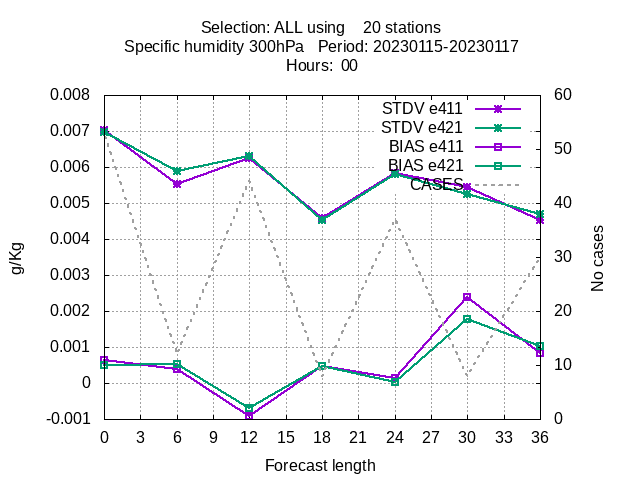 Selection: ALL using 20 stations
Specific humidity 300hPa Period: 20230115-20230117
Hours: 00
0.008
0.007
0.006
0.005
0.004
0.003
0.002
0.001
0
-0.001
g/Kg
STDV e411
STDV e421
BIAS e411
BIAS e421
CASES
60
50
40
30
20
10
0
No cases
0 3 6 9 12 15 18 21 24 27 30 33 36
Forecast length